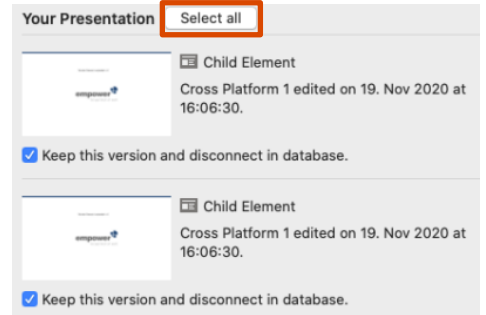 Your Presentation Select all
Child Element
Cross Platform 1 edited on 19. Nov 2020 at
16:06:30.
empower
Keep this version and disconnect in database.
Child Element
Cross Platform 1 edited on 19. Nov 2020 at
16:06:30.
empower
Keep this version and disconnect in database.